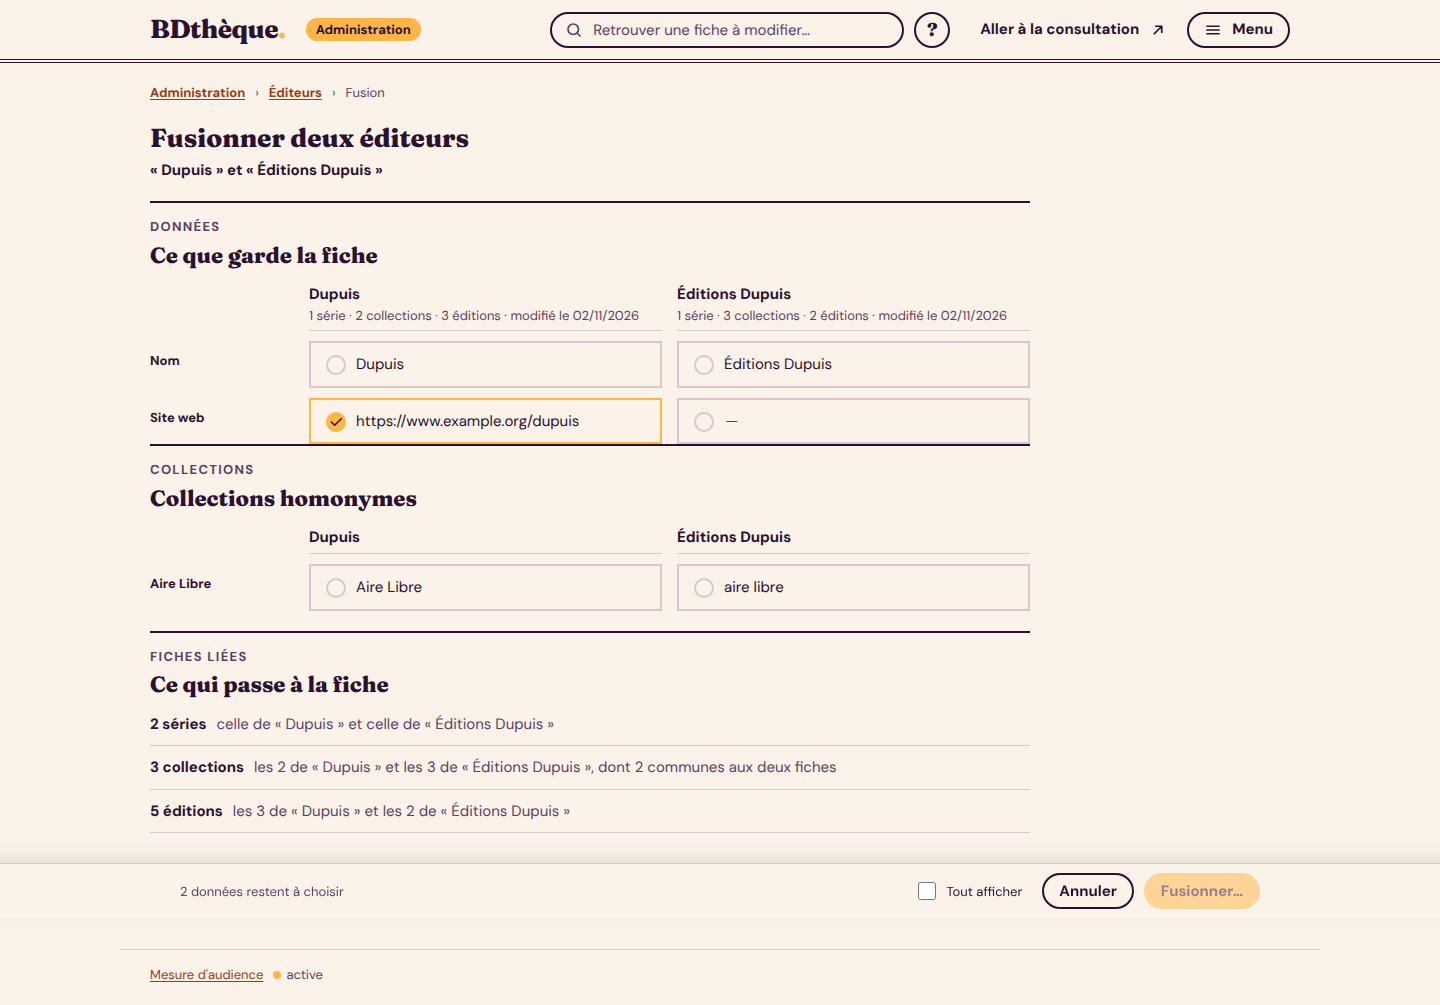 BDthèque.
Administration
Retrouver une fiche à modifier...
?
Aller à la consultation
Menu
Administration › Éditeurs › Fusion
Fusionner deux éditeurs
« Dupuis » et « Éditions Dupuis »
DONNÉES
Ce que garde la fiche
Dupuis
1 série · 2 collections · 3 éditions · modifié le 02/11/2026
Éditions Dupuis
1 série · 3 collections · 2 éditions · modifié le 02/11/2026
Nom
Dupuis
Éditions Dupuis
Site web
https://www.example.org/dupuis
—
COLLECTIONS
Collections homonymes
Dupuis
Éditions Dupuis
Aire Libre
Aire Libre
aire libre
FICHES LIÉES
Ce qui passe à la fiche
2 séries celle de « Dupuis » et celle de « Éditions Dupuis »
3 collections les 2 de « Dupuis » et les 3 de « Éditions Dupuis », dont 2 communes aux deux fiches
5 éditions les 3 de « Dupuis » et les 2 de « Éditions Dupuis »
2 données restent à choisir
Tout afficher
Annuler
Fusionner...
Mesure d'audience
active